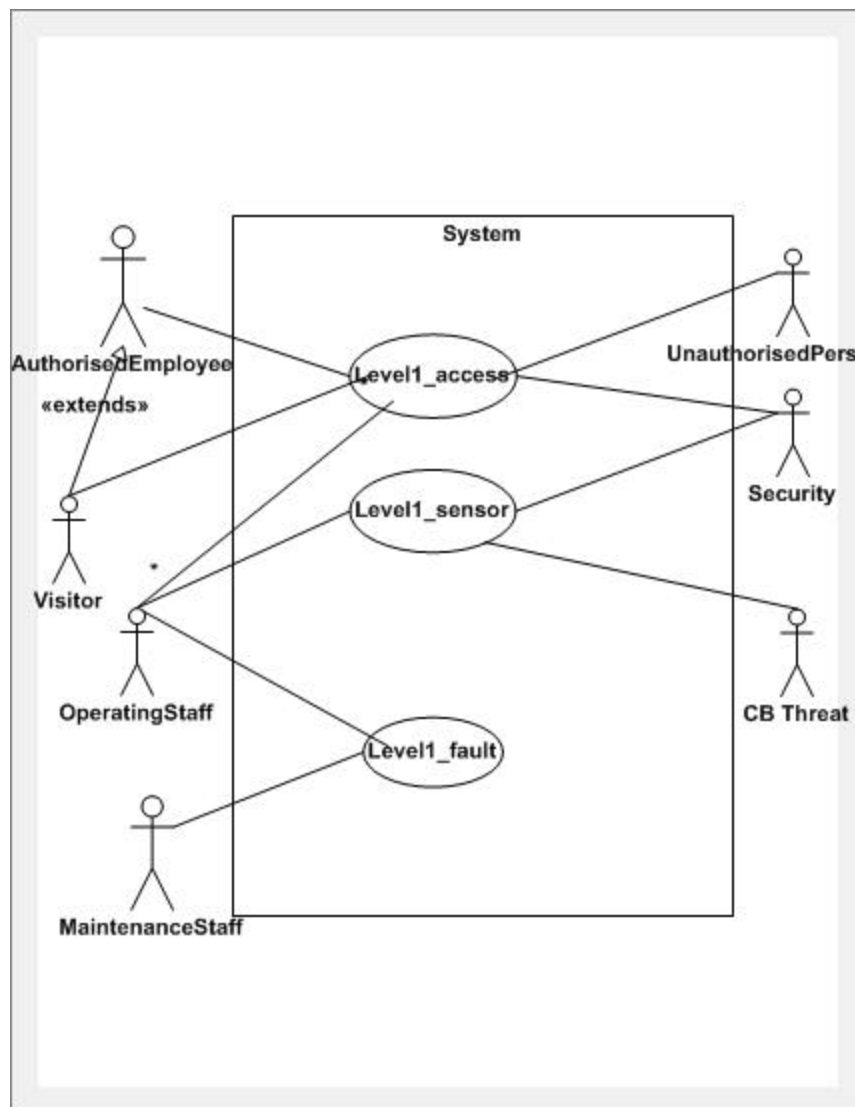 System
AuthorisedEmployee
UnauthorisedPers
Level1_access
«extends»
Level1_sensor
Security
Visitor
*
OperatingStaff
CB Threat
Level1_fault
MaintenanceStaff